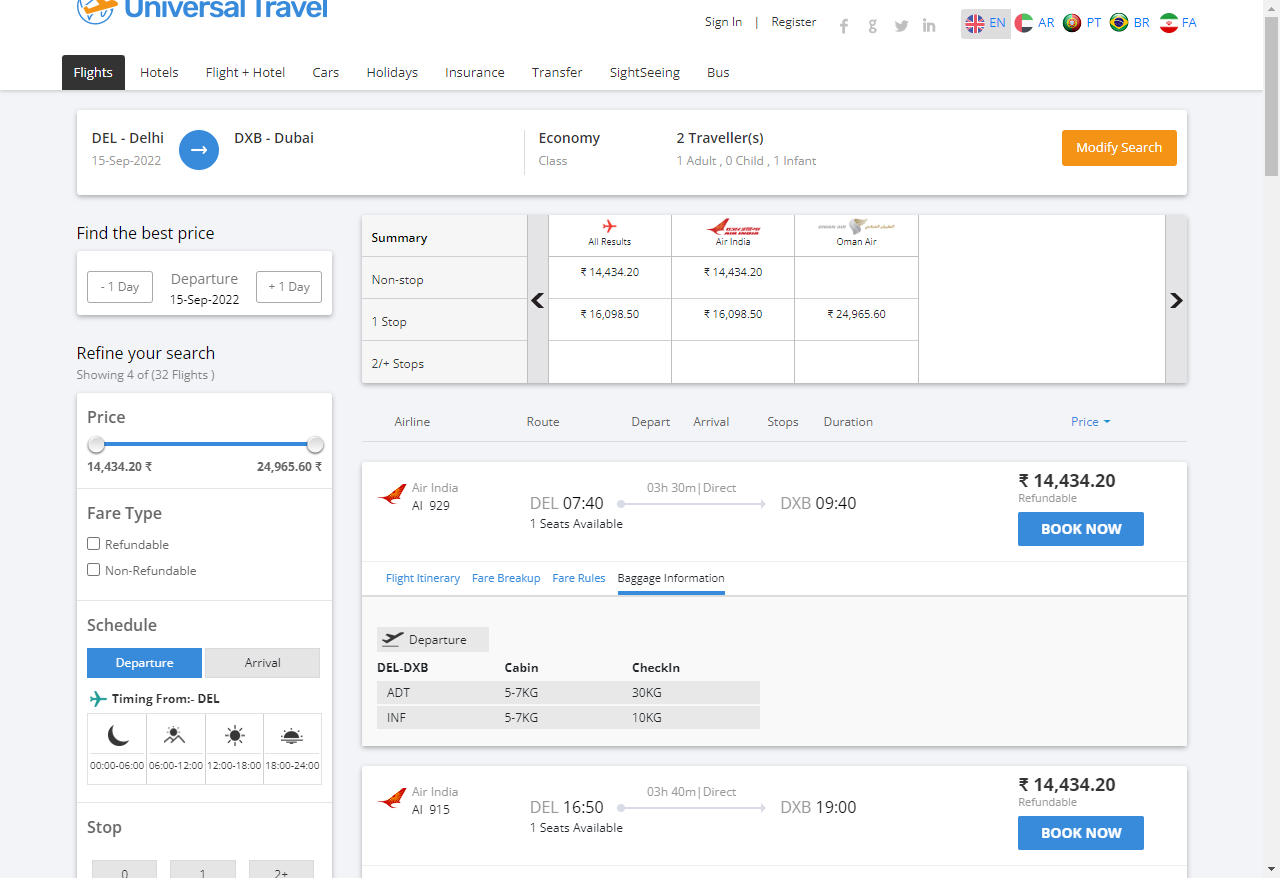 Universal Travel
Sign In | Register
EN AR PT BR FA
Flights Hotels Flight + Hotel Cars Holidays Insurance Transfer SightSeeing Bus
DEL - Delhi
15-Sep-2022
DXB - Dubai
Economy
Class
2 Traveller(s)
1 Adult , 0 Child , 1 Infant
Modify Search
Find the best price
- 1 Day
Departure
15-Sep-2022
+ 1 Day
Refine your search
Showing 4 of (32 Flights )
Price
14,434.20 ₹ 24,965.60 ₹
Fare Type
Refundable
Non-Refundable
Schedule
Departure Arrival
Timing From:- DEL
00:00-06:00 06:00-12:00 12:00-18:00 18:00-24:00
Stop
0 1 2+
Summary All Results Air India Oman Air
Non-stop ₹ 14,434.20 ₹ 14,434.20
1 Stop ₹ 16,098.50 ₹ 16,098.50 ₹ 24,965.60
2/+ Stops
Airline Route Depart Arrival Stops Duration Price
Air India
AI 929
DEL 07:40
1 Seats Available
03h 30m|Direct
DXB 09:40
₹ 14,434.20
Refundable
BOOK NOW
Flight Itinerary Fare Breakup Fare Rules Baggage Information
Departure
DEL-DXB Cabin CheckIn
ADT 5-7KG 30KG
INF 5-7KG 10KG
Air India
AI 915
DEL 16:50
1 Seats Available
03h 40m|Direct
DXB 19:00
₹ 14,434.20
Refundable
BOOK NOW